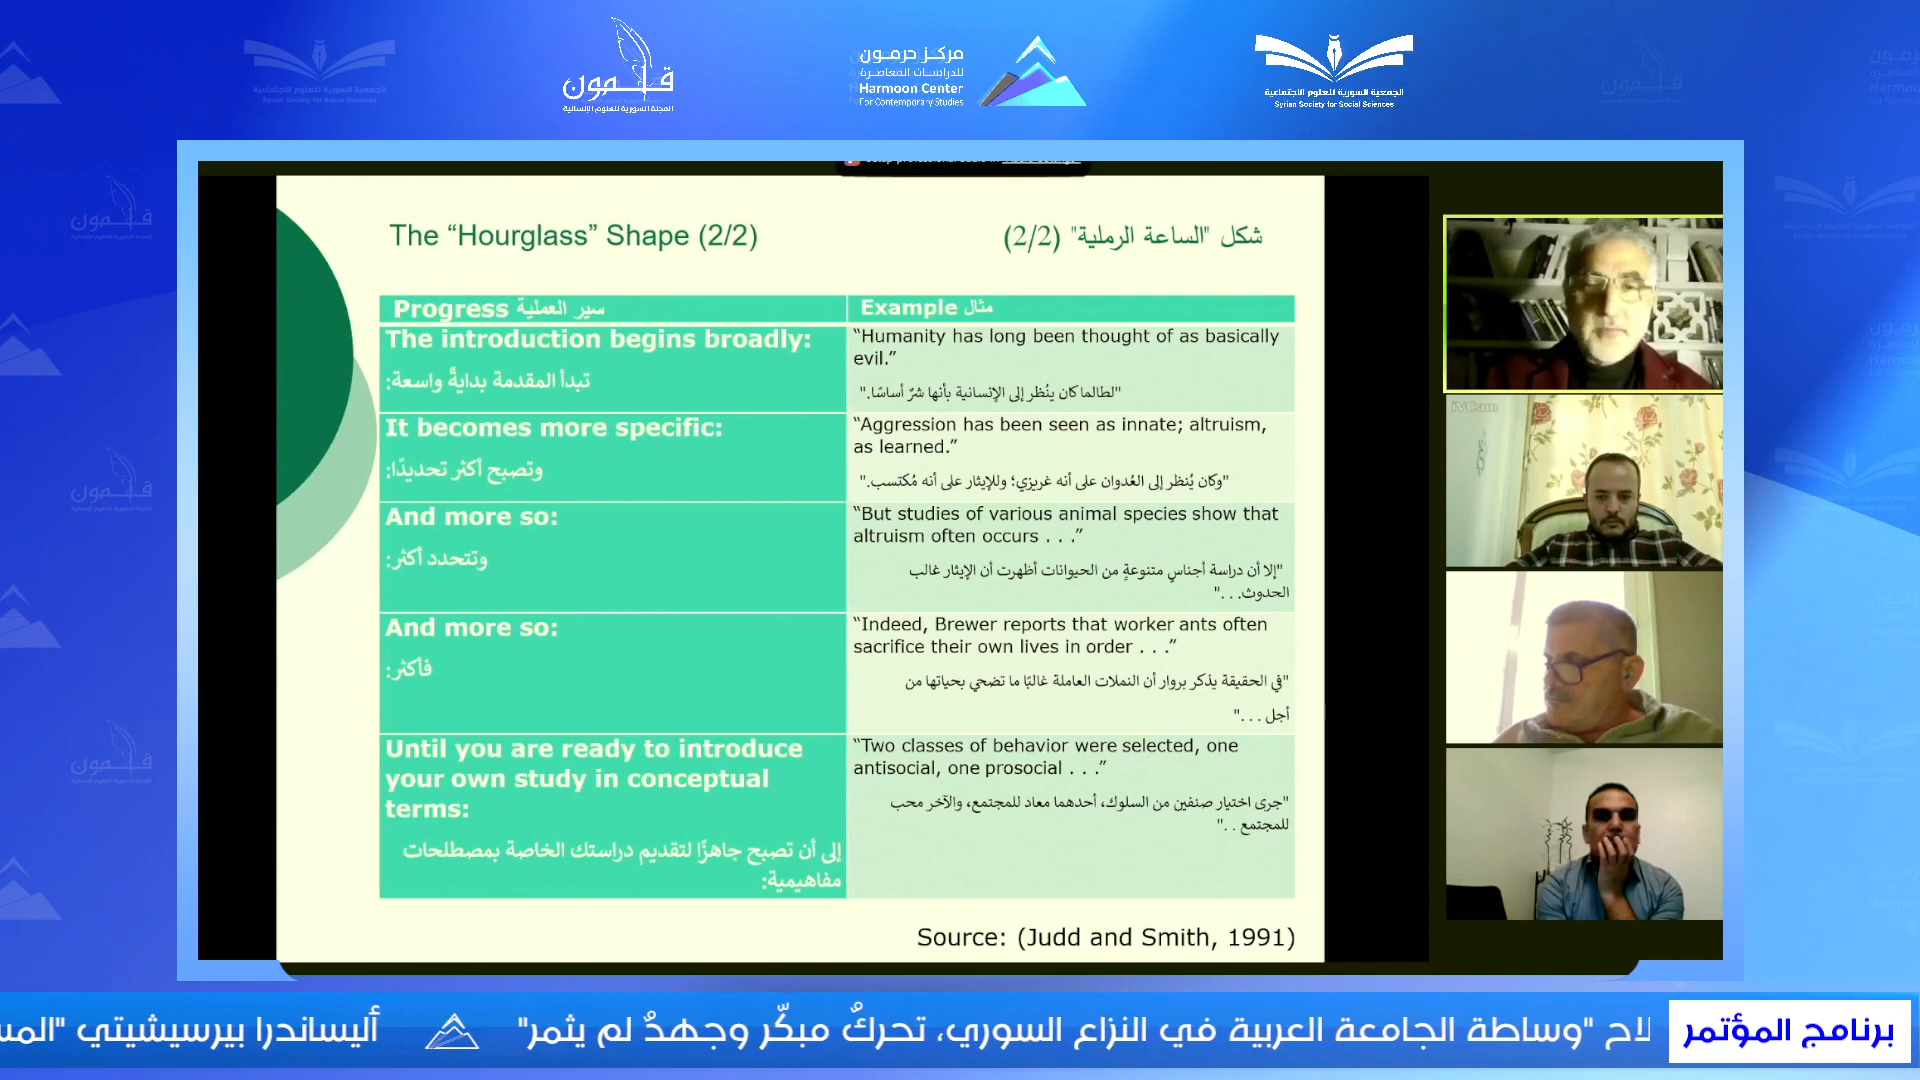 قلمون
المجلة السورية للعلوم الإنسانية
مركز حرمون
للدراسات المعاصرة
Harmoon Center
For Contemporary Studies
الجمعية السورية للعلوم الاجتماعية
Syrian Society for Social Sciences
The “Hourglass” Shape (2/2)
شكل "الساعة الرملية" (2/2)
Progress سير العملية
Example مثال
The introduction begins broadly:
تبدأ المقدمة بدايةً واسعة:
“Humanity has long been thought of as basically
evil.”
"لطالما كان ينُظر إلى الإنسانية بأنها شرٌ أساسًا."
It becomes more specific:
وتصبح أكثر تحديدًا:
“Aggression has been seen as innate; altruism,
as learned.”
"وكان يُنظر إلى العُدوان على أنه غريزي؛ وللإيثار على أنه مُكتسب."
And more so:
وتتحدد أكثر:
“But studies of various animal species show that
altruism often occurs . . .”
"إلا أن دراسة أجناسٍ متنوعةٍ من الحيوانات أظهرت أن الإيثار غالب
الحدوث. . ."
And more so:
فأكثر:
“Indeed, Brewer reports that worker ants often
sacrifice their own lives in order . . .”
"في الحقيقة يذكر بروار أن النملات العاملة غالبًا ما تضحي بحياتها من
أجل . . ."
Until you are ready to introduce
your own study in conceptual
terms:
إلى أن تصبح جاهزًا لتقديم دراستك الخاصة بمصطلحات
مفاهيمية:
“Two classes of behavior were selected, one
antisocial, one prosocial . . .”
"جرى اختيار صنفين من السلوك، أحدهما معاد للمجتمع، والآخر محب
للمجتمع . ."
Source: (Judd and Smith, 1991)
iVCam
برنامج المؤتمر
لاح "وساطة الجامعة العربية في النزاع السوري، تحركٌ مبكّر وجهدٌ لم يثمر"
أليساندرا بيرسيشيتي "المس